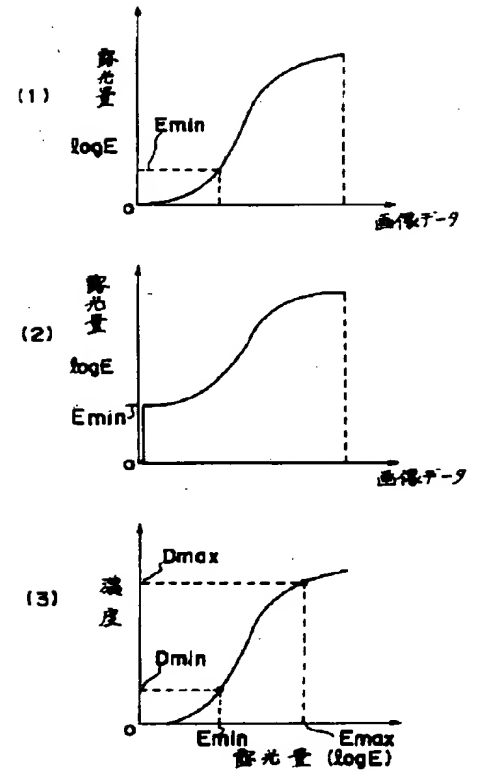 (1)
露光量
logE
Emin
0
画像データ
(2)
露光量
logE
Emin
0
画像データ
(3)
濃度
Dmax
Dmin
0
Emin
Emax
露光量 (logE)